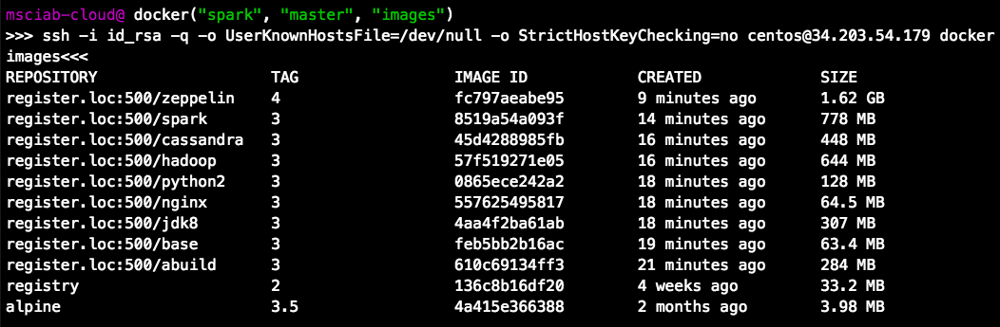 msciab-cloud@ docker("spark", "master", "images")
>>> ssh -i id_rsa -q -o UserKnownHostsFile=/dev/null -o StrictHostKeyChecking=no centos@34.203.54.179 docker
images<<<
REPOSITORY TAG IMAGE ID CREATED SIZE
register.loc:500/zeppelin 4 fc797aeabe95 9 minutes ago 1.62 GB
register.loc:500/spark 3 8519a54a093f 14 minutes ago 778 MB
register.loc:500/cassandra 3 45d4288985fb 16 minutes ago 448 MB
register.loc:500/hadoop 3 57f519271e05 16 minutes ago 644 MB
register.loc:500/python2 3 0865ece242a2 18 minutes ago 128 MB
register.loc:500/nginx 3 557625495817 18 minutes ago 64.5 MB
register.loc:500/jdk8 3 4aa4f2ba61ab 18 minutes ago 307 MB
register.loc:500/base 3 feb5bb2b16ac 19 minutes ago 63.4 MB
register.loc:500/abuild 3 610c69134ff3 21 minutes ago 284 MB
registry 2 136c8b16df20 4 weeks ago 33.2 MB
alpine 3.5 4a415e366388 2 months ago 3.98 MB